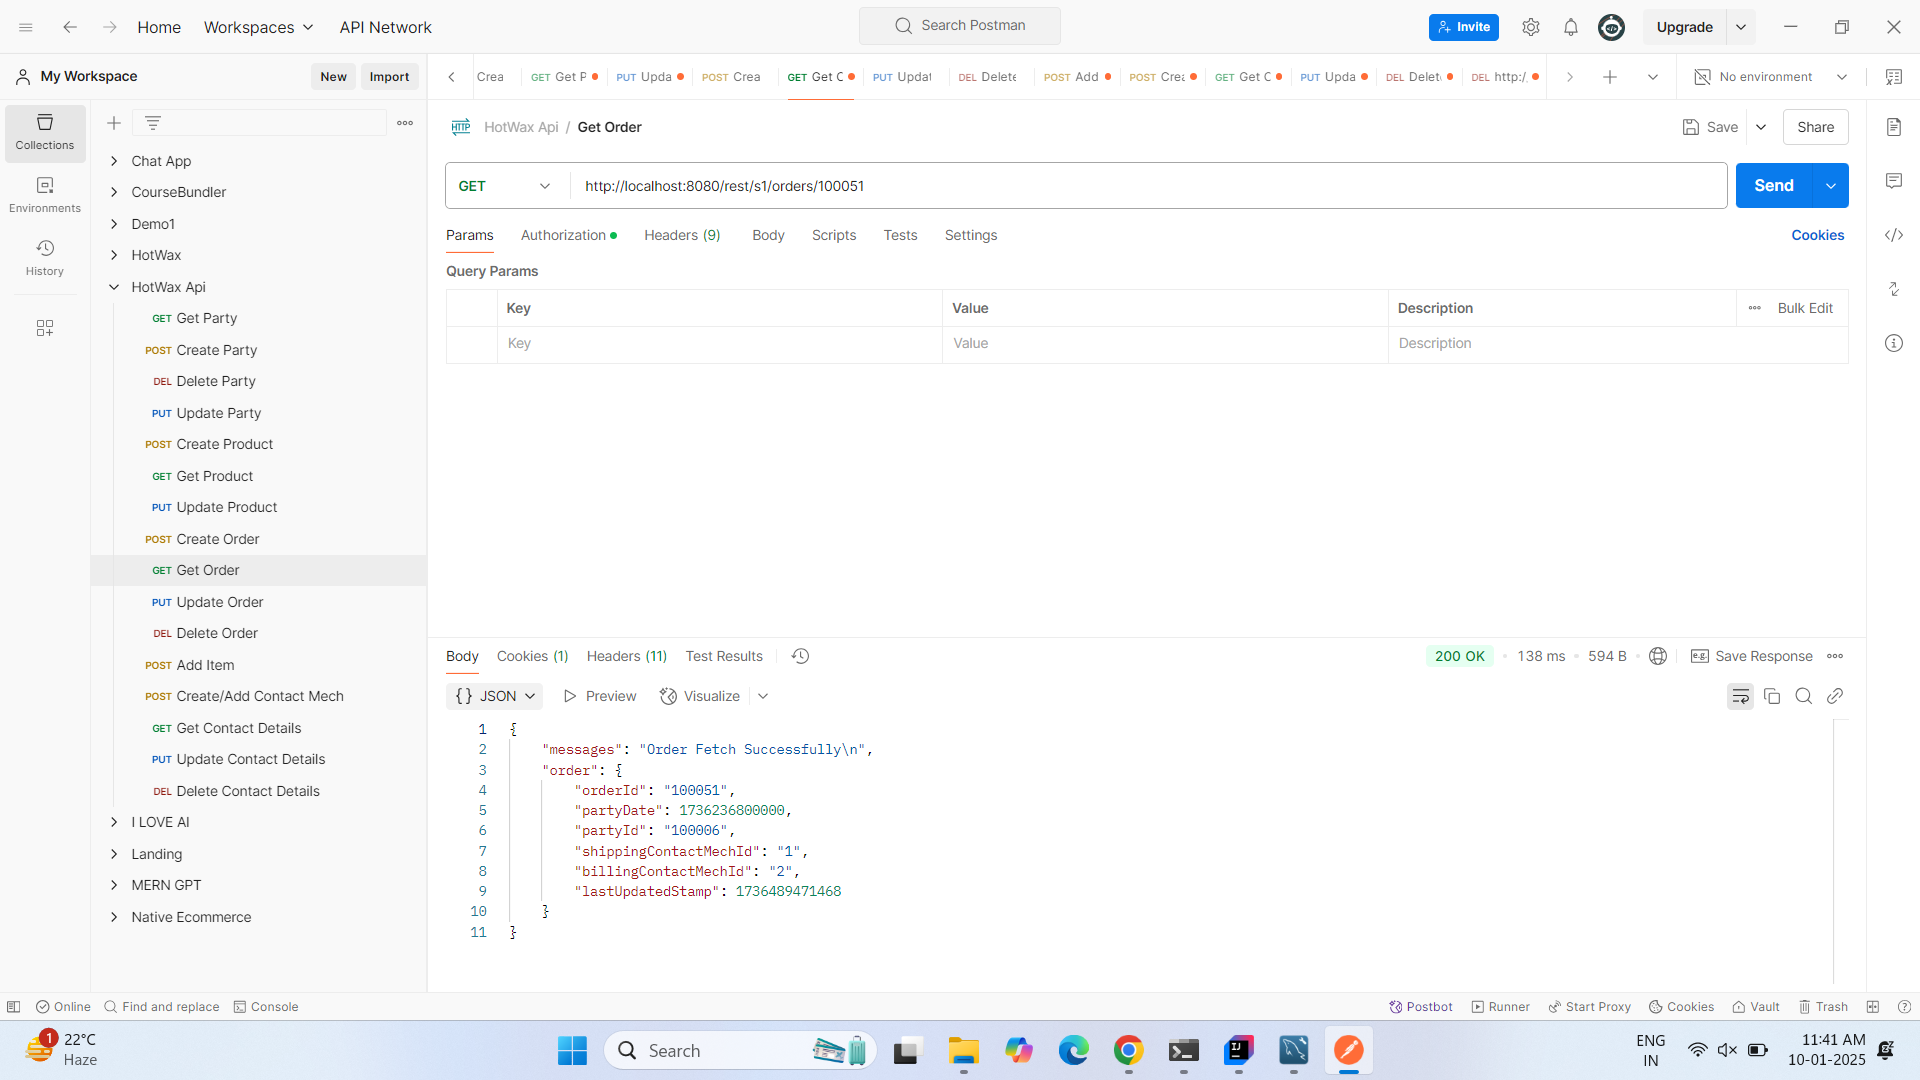 Home
Workspaces
API Network
Search Postman
Invite
Upgrade
My Workspace
New
Import
Crea
GET Get P
PUT Upda
POST Crea
GET Get C
PUT Updat
DEL Delete
POST Add
POST Crea
GET Get C
PUT Upda
DEL Delet
DEL http:/
No environment
Collections
Environments
History
Chat App
CourseBundler
Demo1
HotWax
HotWax Api
GET Get Party
POST Create Party
DEL Delete Party
PUT Update Party
POST Create Product
GET Get Product
PUT Update Product
POST Create Order
GET Get Order
PUT Update Order
DEL Delete Order
POST Add Item
POST Create/Add Contact Mech
GET Get Contact Details
PUT Update Contact Details
DEL Delete Contact Details
I LOVE AI
Landing
MERN GPT
Native Ecommerce
HTTP HotWax Api / Get Order
Save
Share
GET http://localhost:8080/rest/s1/orders/100051
Send
Params Authorization Headers (9) Body Scripts Tests Settings
Cookies
Query Params
Key Value Description Bulk Edit
Key Value Description
Body Cookies (1) Headers (11) Test Results
200 OK • 138 ms • 594 B •
e.g. Save Response
{} JSON Preview Visualize
1 {
2 "messages": "Order Fetch Successfully\n",
3 "order": {
4 "orderId": "100051",
5 "partyDate": 1736236800000,
6 "partyId": "100006",
7 "shippingContactMechId": "1",
8 "billingContactMechId": "2",
9 "lastUpdatedStamp": 1736489471468
10 }
11 }
Online Find and replace Console
Postbot Runner Start Proxy Cookies Vault Trash
1
22°C
Haze
Search
IJ
ENG
IN
11:41 AM
10-01-2025